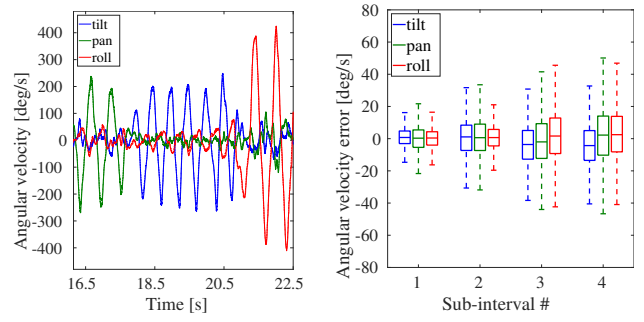 tilt
pan
roll
400
300
200
100
0
-100
-200
-300
-400
Angular velocity [deg/s]
16.5 18.5 20.5 22.5
Time [s]
tilt
pan
roll
80
60
40
20
0
-20
-40
-60
-80
Angular velocity error [deg/s]
1 2 3 4
Sub-interval #